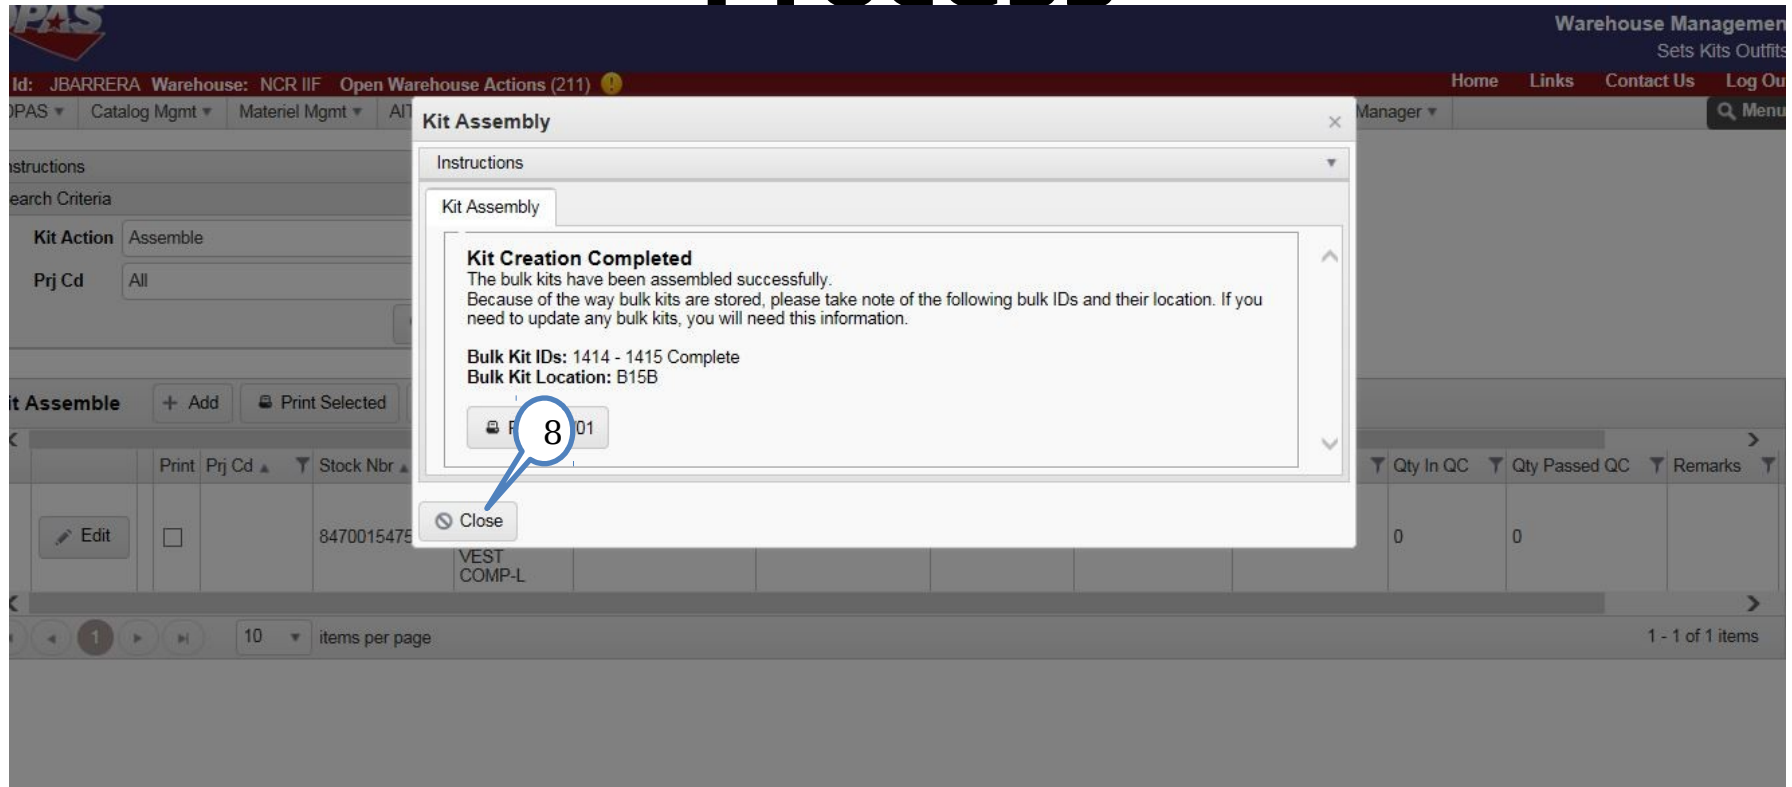 Process
Warehouse Managemen
Sets Kits Outfits
Id: JBARRERA Warehouse: NCR IIF Open Warehouse Actions (211)
Home Links Contact Us Log Ou
DPAS Catalog Mgmt Materiel Mgmt AIT Manager Menu
Kit Assembly
Instructions
nstructions
earch Criteria
Kit Assembly
Kit Action Assemble
Prj Cd All
Kit Creation Completed
The bulk kits have been assembled successfully.
Because of the way bulk kits are stored, please take note of the following bulk IDs and their location. If you
need to update any bulk kits, you will need this information.
Bulk Kit IDs: 1414 - 1415 Complete
Bulk Kit Location: B15B
it Assemble + Add Print Selected
8 01
Print Prj Cd Stock Nbr Qty In QC Qty Passed QC Remarks
Close
Edit 8470015475 0 0
VEST
COMP-L
1 10 items per page 1 - 1 of 1 items